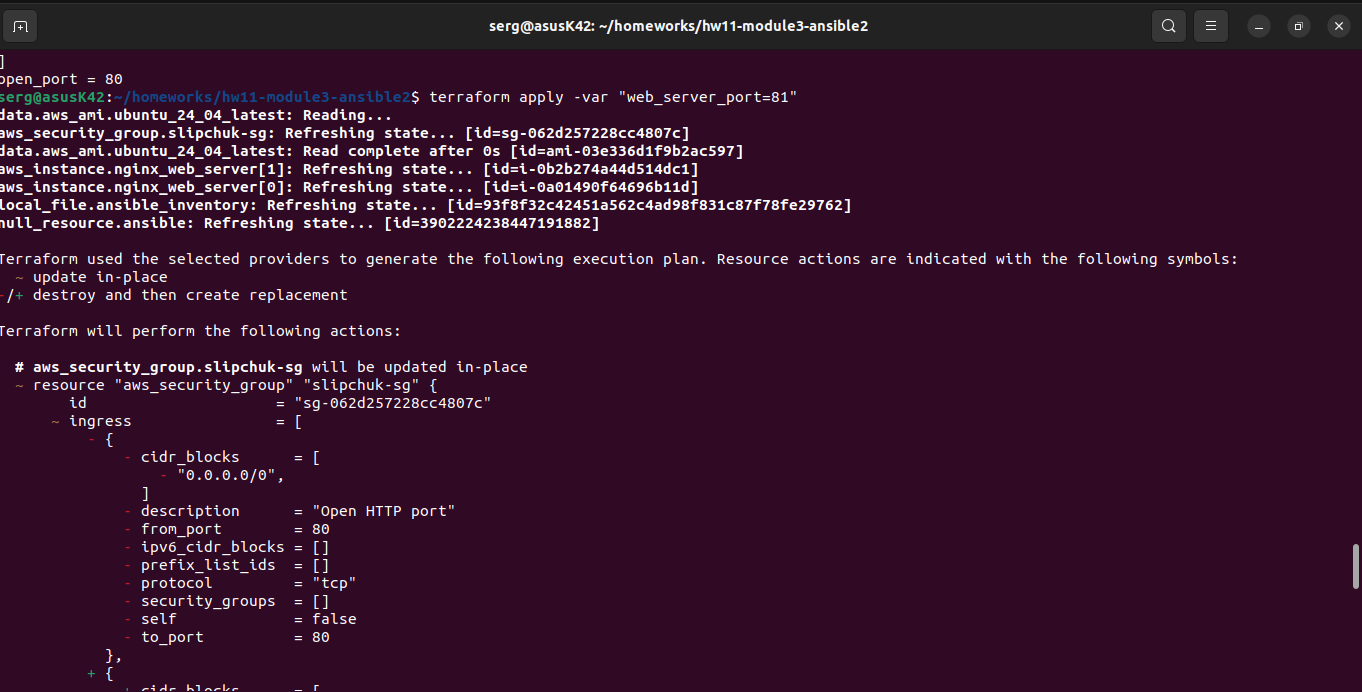 serg@asusK42: ~/homeworks/hw11-module3-ansible2
]
open_port = 80
serg@asusK42:~/homeworks/hw11-module3-ansible2$ terraform apply -var "web_server_port=81"
data.aws_ami.ubuntu_24_04_latest: Reading...
aws_security_group.slipchuk-sg: Refreshing state... [id=sg-062d257228cc4807c]
data.aws_ami.ubuntu_24_04_latest: Read complete after 0s [id=ami-03e336d1f9b2ac597]
aws_instance.nginx_web_server[1]: Refreshing state... [id=i-0b2b274a44d514dc1]
aws_instance.nginx_web_server[0]: Refreshing state... [id=i-0a01490f64696b11d]
local_file.ansible_inventory: Refreshing state... [id=93f8f32c42451a562c4ad98f831c87f78fe29762]
null_resource.ansible: Refreshing state... [id=3902224238447191882]
Terraform used the selected providers to generate the following execution plan. Resource actions are indicated with the following symbols:
  ~ update in-place
-/+ destroy and then create replacement
Terraform will perform the following actions:
  # aws_security_group.slipchuk-sg will be updated in-place
  ~ resource "aws_security_group" "slipchuk-sg" {
        id                     = "sg-062d257228cc4807c"
      ~ ingress                = [
          - {
              - cidr_blocks      = [
                  - "0.0.0.0/0",
                ]
              - description      = "Open HTTP port"
              - from_port        = 80
              - ipv6_cidr_blocks = []
              - prefix_list_ids  = []
              - protocol         = "tcp"
              - security_groups  = []
              - self             = false
              - to_port          = 80
            },
          + {
              + cidr_blocks      = [